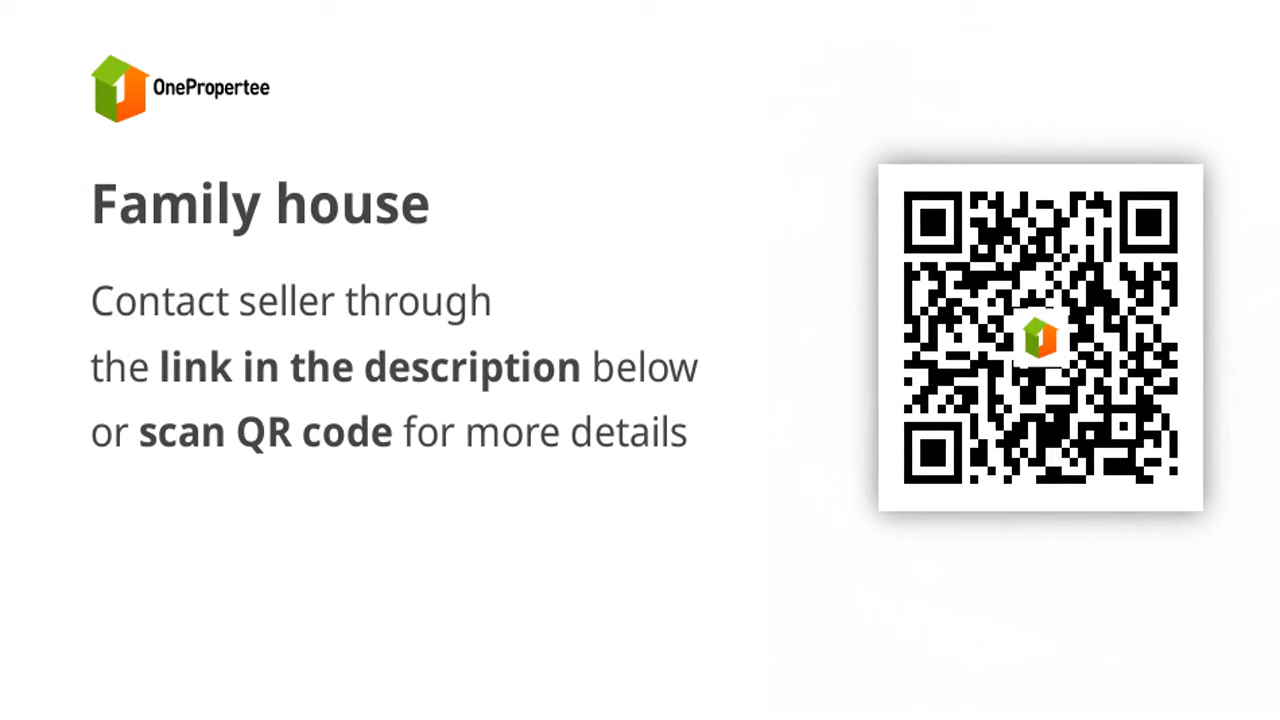 OnePropertee
Family house
Contact seller through
the link in the description below
or scan QR code for more details